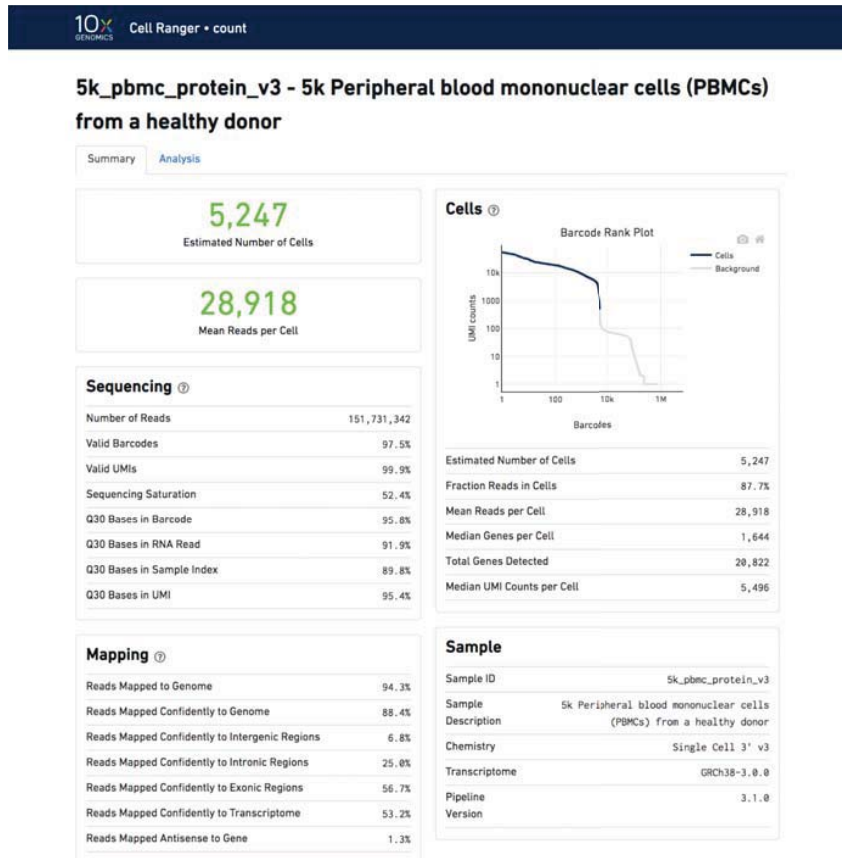 10X
GENOMICS
Cell Ranger • count
5k_pbmc_protein_v3 - 5k Peripheral blood mononuclear cells (PBMCs)
from a healthy donor
Summary
Analysis
5,247
Estimated Number of Cells
28,918
Mean Reads per Cell
Sequencing ?
Number of Reads 151,731,342
Valid Barcodes 97.5%
Valid UMIs 99.9%
Sequencing Saturation 52.4%
Q30 Bases in Barcode 95.8%
Q30 Bases in RNA Read 91.9%
Q30 Bases in Sample Index 89.8%
Q30 Bases in UMI 95.4%
Mapping ?
Reads Mapped to Genome 94.3%
Reads Mapped Confidently to Genome 88.4%
Reads Mapped Confidently to Intergenic Regions 6.8%
Reads Mapped Confidently to Intronic Regions 25.0%
Reads Mapped Confidently to Exonic Regions 56.7%
Reads Mapped Confidently to Transcriptome 53.2%
Reads Mapped Antisense to Gene 1.3%
Cells ?
Barcode Rank Plot
Cells
Background
UMI counts
10k
1000
100
10
1
1 100 10k 1M
Barcodes
Estimated Number of Cells 5,247
Fraction Reads in Cells 87.7%
Mean Reads per Cell 28,918
Median Genes per Cell 1,644
Total Genes Detected 20,822
Median UMI Counts per Cell 5,496
Sample
Sample ID 5k_pbmc_protein_v3
Sample 5k Peripheral blood mononuclear cells
Description (PBMCs) from a healthy donor
Chemistry Single Cell 3' v3
Transcriptome GRCh38-3.0.0
Pipeline 3.1.0
Version